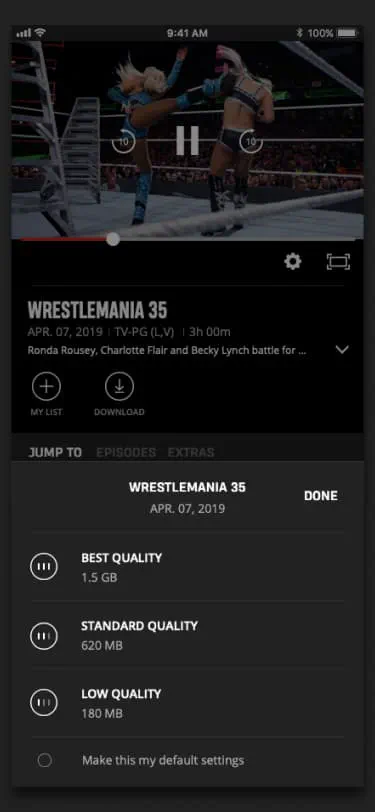 9:41 AM 100%
10 10
WRESTLEMANIA 35
APR. 07, 2019 | TV-PG (L,V) | 3h 00m
Ronda Rousey, Charlotte Flair and Becky Lynch battle for ...
MY LIST DOWNLOAD
JUMP TO EPISODES EXTRAS
WRESTLEMANIA 35
DONE
APR. 07, 2019
BEST QUALITY
1.5 GB
STANDARD QUALITY
620 MB
LOW QUALITY
180 MB
Make this my default settings